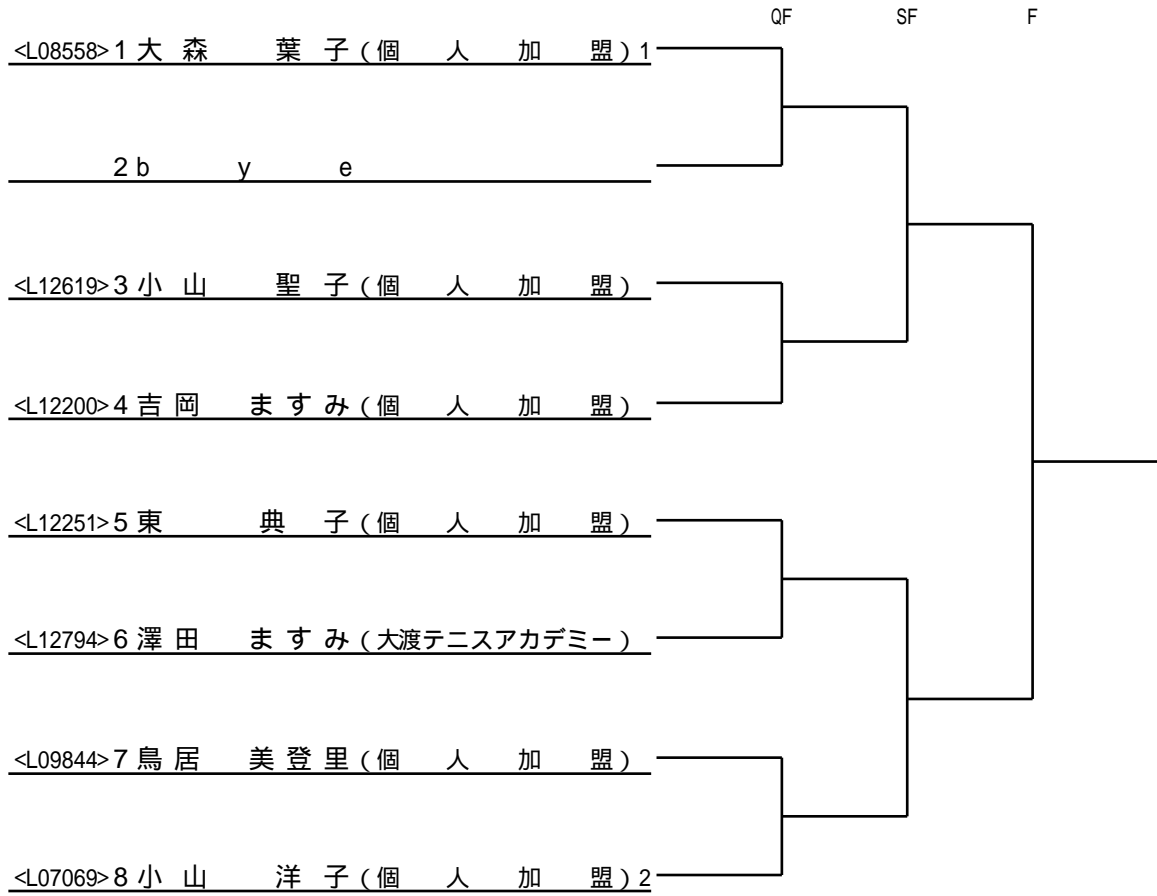 QF SF F
<L08558> 1 大森 葉子 (個人加盟) 1
2 bye
<L12619> 3 小山 聖子 (個人加盟)
<L12200> 4 吉岡 ますみ (個人加盟)
<L12251> 5 東 典子 (個人加盟)
<L12794> 6 澤田 ますみ (大渡テニスアカデミー)
<L09844> 7 鳥居 美登里 (個人加盟)
<L07069> 8 小山 洋子 (個人加盟) 2